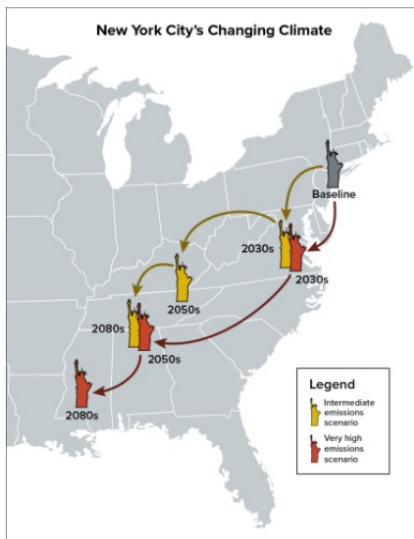 New York City's Changing Climate
Baseline
2030s
2030s
2050s
2080s
2050s
2080s
Legend
Intermediate
emissions
scenario
Very high
emissions
scenario